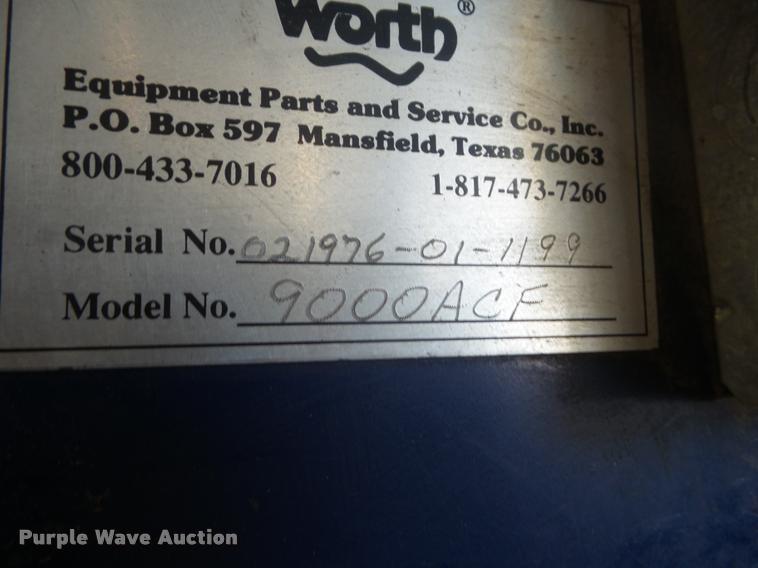 Worth®
Equipment Parts and Service Co., Inc.
P.O. Box 597 Mansfield, Texas 76063
800-433-7016 1-817-473-7266
Serial No. 021976-01-1199
Model No. 9000ACF
Purple Wave Auction